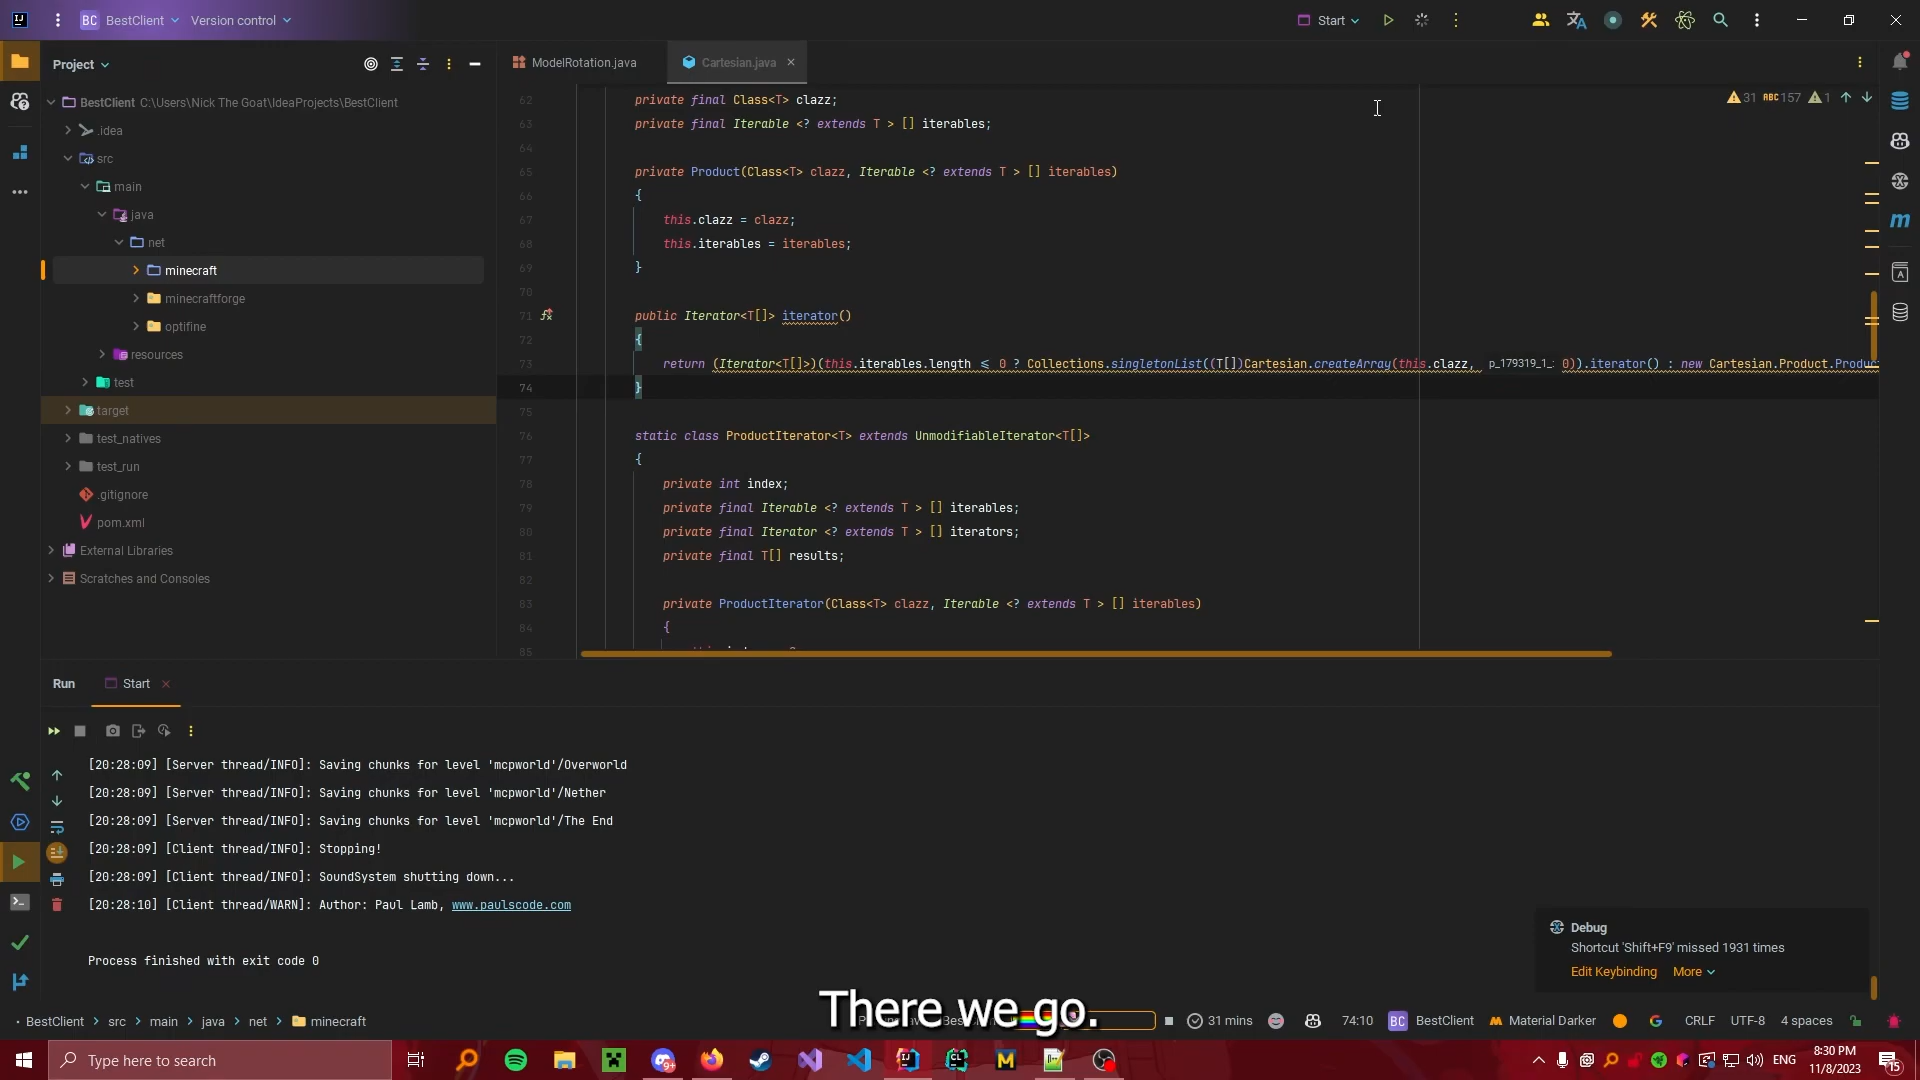 BC BestClient Version control Start
Project
ModelRotation.java Cartesian.java
BestClient C:\Users\Nick The Goat\IdeaProjects\BestClient
.idea
src
main
java
net
minecraft
minecraftforge
optifine
resources
test
target
test_natives
test_run
.gitignore
pom.xml
External Libraries
Scratches and Consoles
31 ABC 157 1
62 private final Class<T> clazz;
63 private final Iterable <? extends T > [] iterables;
64
65 private Product(Class<T> clazz, Iterable <? extends T > [] iterables)
66 {
67 this.clazz = clazz;
68 this.iterables = iterables;
69 }
70
71 public Iterator<T[]> iterator()
72 {
73 return (Iterator<T[]>)(this.iterables.length ⩽ 0 ? Collections.singletonList((T[])Cartesian.createArray(this.clazz, p_179319_1_: 0)).iterator() : new Cartesian.Product.Produ
74 }
75
76 static class ProductIterator<T> extends UnmodifiableIterator<T[]>
77 {
78 private int index;
79 private final Iterable <? extends T > [] iterables;
80 private final Iterator <? extends T > [] iterators;
81 private final T[] results;
82
83 private ProductIterator(Class<T> clazz, Iterable <? extends T > [] iterables)
84 {
85
Run Start
[20:28:09] [Server thread/INFO]: Saving chunks for level 'mcpworld'/Overworld
[20:28:09] [Server thread/INFO]: Saving chunks for level 'mcpworld'/Nether
[20:28:09] [Server thread/INFO]: Saving chunks for level 'mcpworld'/The End
[20:28:09] [Client thread/INFO]: Stopping!
[20:28:09] [Client thread/INFO]: SoundSystem shutting down...
[20:28:10] [Client thread/WARN]: Author: Paul Lamb, www.paulscode.com
Process finished with exit code 0
Debug
Shortcut 'Shift+F9' missed 1931 times
Edit Keybinding More
There we go.
BestClient > src > main > java > net > minecraft
31 mins 74:10 BC BestClient Material Darker CRLF UTF-8 4 spaces
Type here to search
ENG
8:30 PM
11/8/2023
15